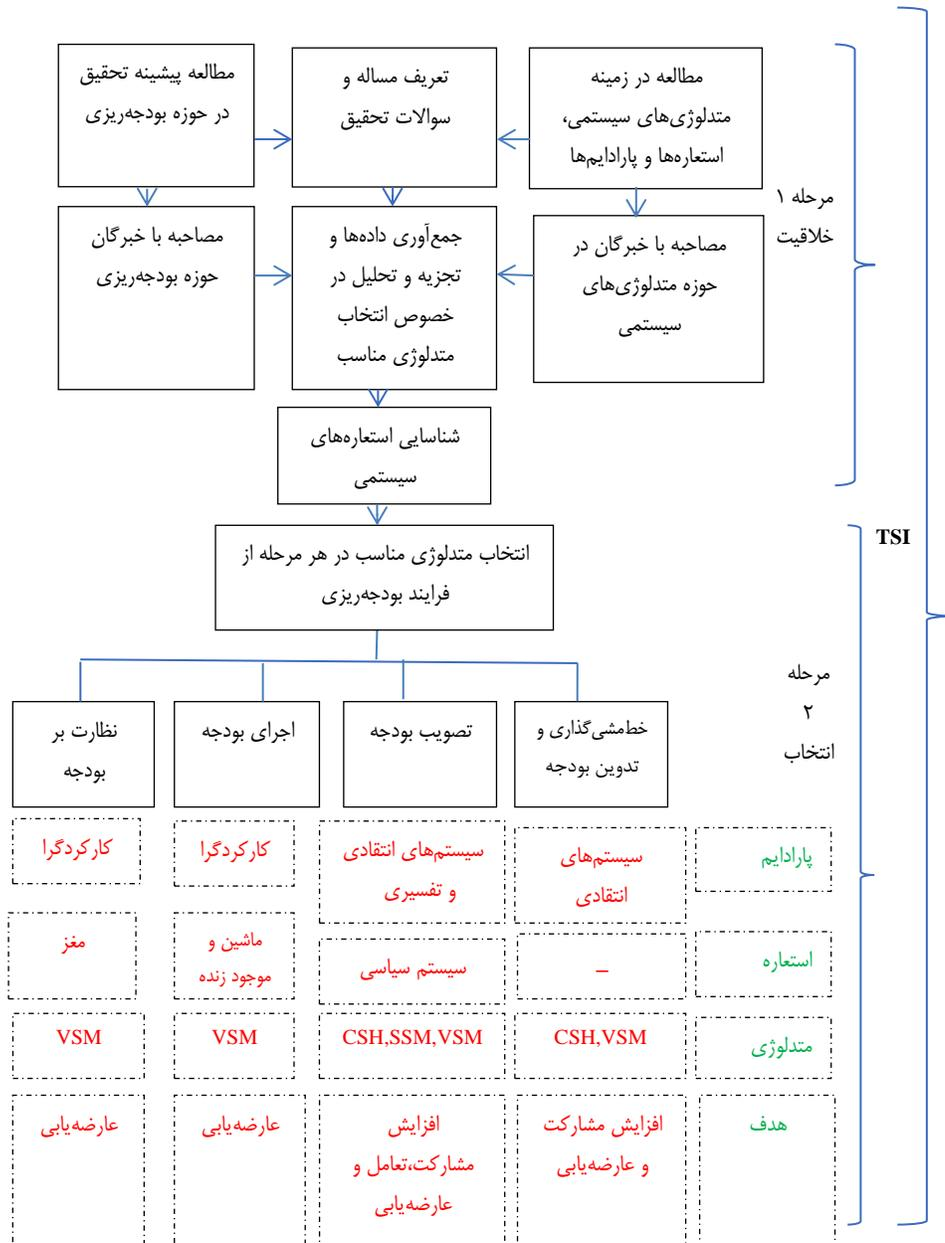 مطالعه در زمینه
متدلوژی‌های سیستمی،
استعاره‌ها و پارادایم‌ها
تعریف مساله و
سوالات تحقیق
مطالعه پیشینه تحقیق
در حوزه بودجه‌ریزی
مرحله ۱
خلاقیت
مصاحبه با خبرگان در
حوزه متدلوژی‌های
سیستمی
جمع‌آوری داده‌ها و
تجزیه و تحلیل در
خصوص انتخاب
متدلوژی مناسب
مصاحبه با خبرگان
حوزه بودجه‌ریزی
شناسایی استعاره‌های
سیستمی
TSI
انتخاب متدلوژی مناسب در هر مرحله از
فرایند بودجه‌ریزی
مرحله
۲
انتخاب
خط‌مشی‌گذاری و
تدوین بودجه
تصویب بودجه
اجرای بودجه
نظارت بر
بودجه
پارادایم
سیستم‌های
انتقادی
سیستم‌های انتقادی
و تفسیری
کارکردگرا
کارکردگرا
استعاره
–
سیستم سیاسی
ماشین و
موجود زنده
مغز
متدلوژی
CSH,VSM
CSH,SSM,VSM
VSM
VSM
هدف
افزایش مشارکت
و عارضه‌یابی
افزایش
مشارکت،تعامل و
عارضه‌یابی
عارضه‌یابی
عارضه‌یابی